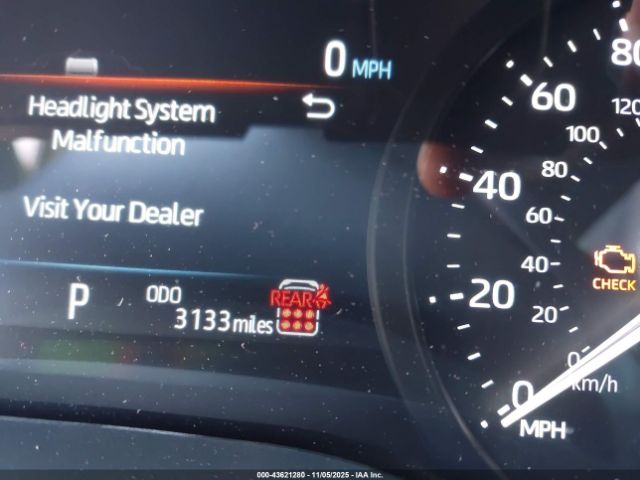 0 MPH
Headlight System
Malfunction
Visit Your Dealer
P
ODO
3133 miles
REAR
80
60
40
20
0
MPH
120
100
80
60
40
20
0
km/h
CHECK
000-43621280 - 11/05/2025 - IAA Inc.